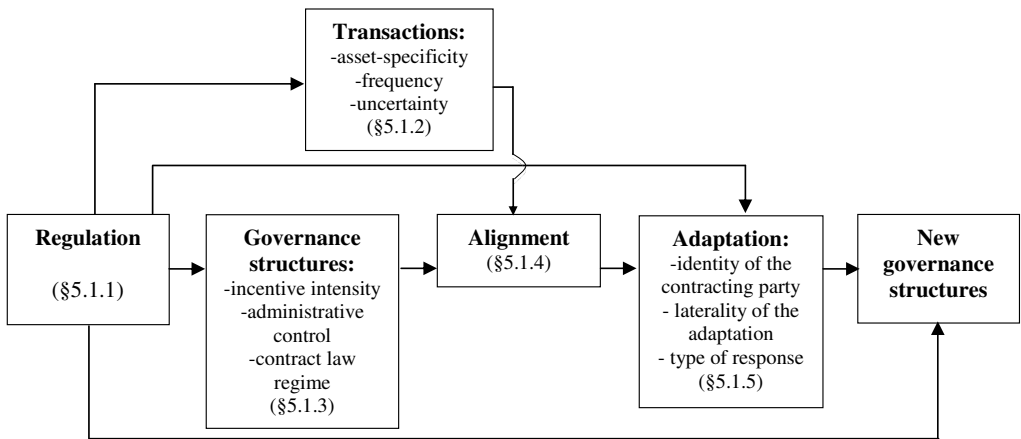 Transactions:
-asset-specificity
-frequency
-uncertainty
(§5.1.2)
Regulation
(§5.1.1)
Governance
structures:
-incentive intensity
-administrative
control
-contract law
regime
(§5.1.3)
Alignment
(§5.1.4)
Adaptation:
-identity of the
contracting party
- laterality of the
adaptation
- type of response
(§5.1.5)
New
governance
structures